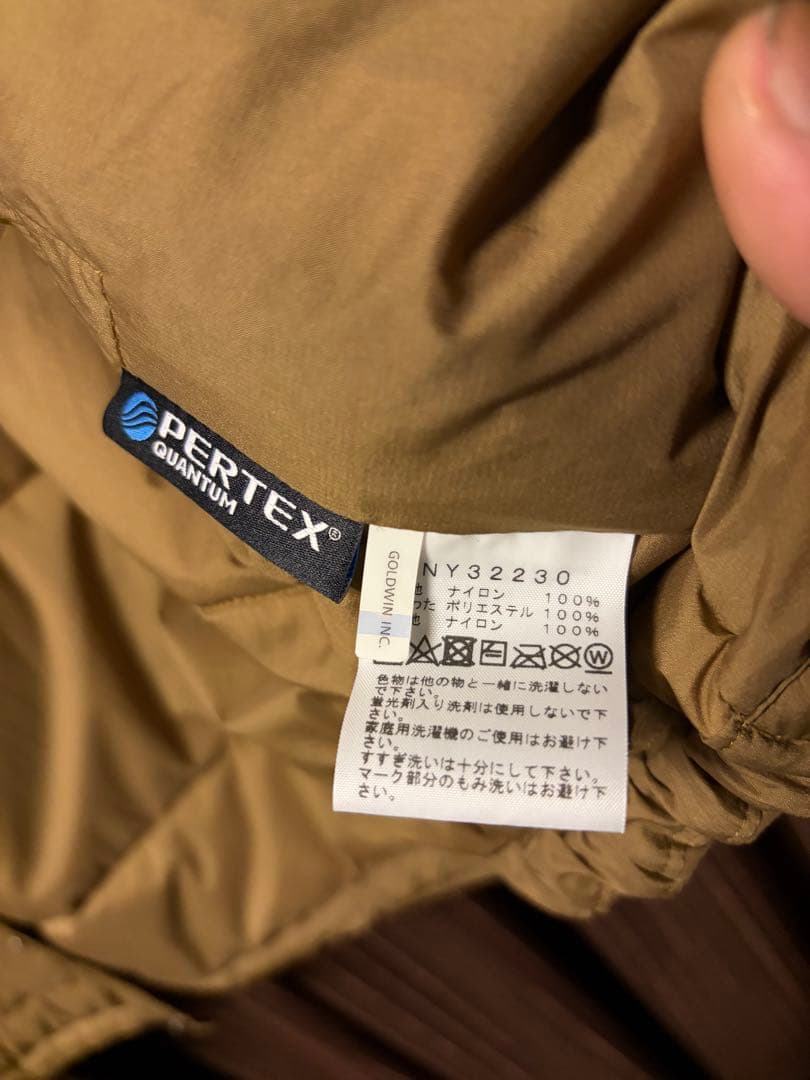 PERTEX®
QUANTUM
GOLDWIN INC.
NY32230
地 ナイロン 100%
わた ポリエステル 100%
地 ナイロン 100%
W
色物は他の物と一緒に洗濯しない
で下さい。
蛍光剤入り洗剤は使用しないで下
さい。
家庭用洗濯機のご使用はお避け下
さい。
すすぎ洗いは十分にして下さい。
マーク部分のもみ洗いはお避け下
さい。